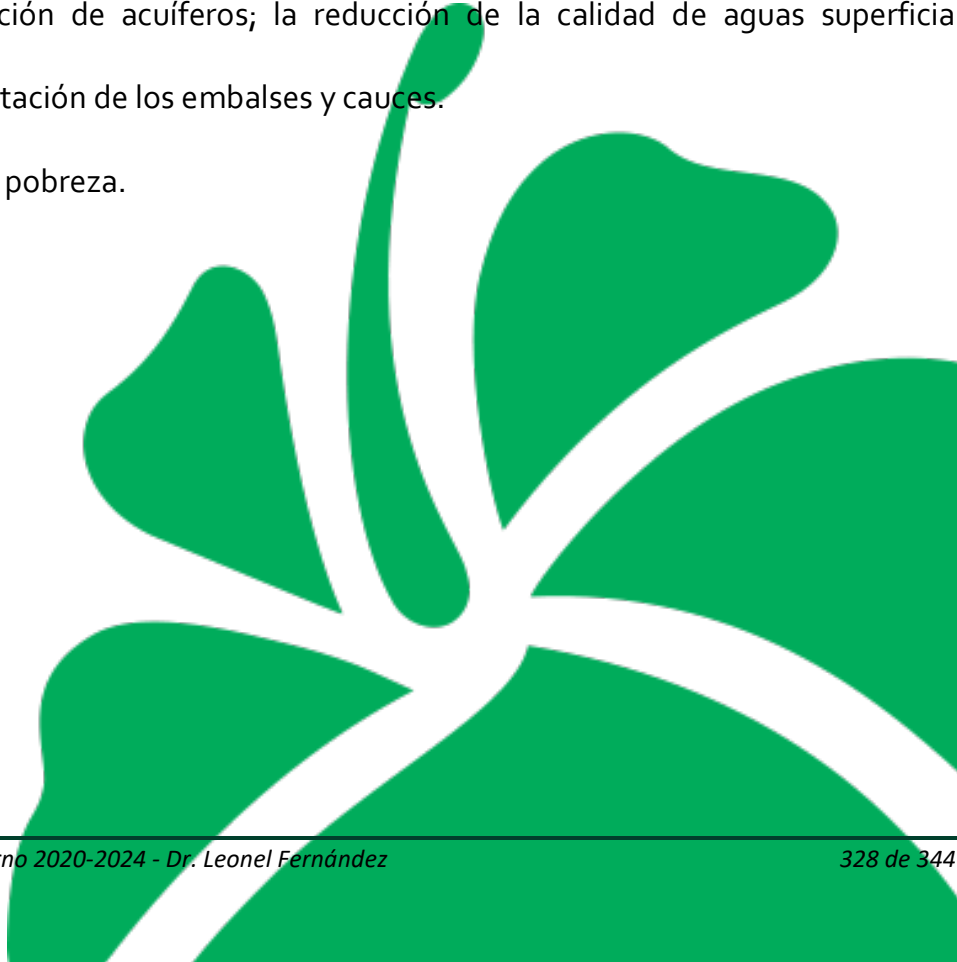 ción de acuíferos; la reducción de la calidad de aguas superficia
tación de los embalses y cauces.
pobreza.
rno 2020-2024 - Dr. Leonel Fernández 328 de 344